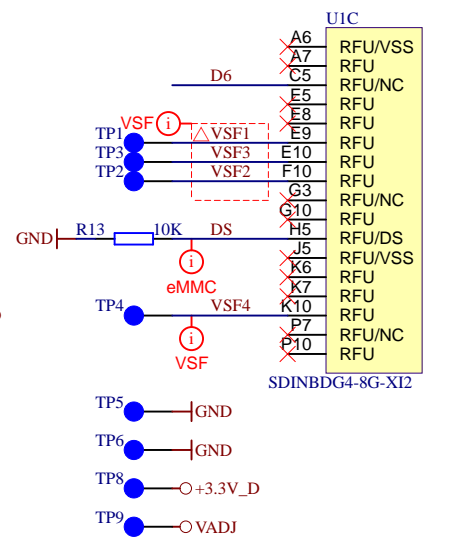 U1C
A6 RFU/VSS
A7 RFU
D6 C5 RFU/NC
E5 RFU
VSF i E8 RFU
TP1 VSF1 E9 RFU
TP3 VSF3 E10 RFU
TP2 VSF2 F10 RFU
G3 RFU/NC
G10 RFU
GND R13 10K DS H5 RFU/DS
i J5 RFU/VSS
K6 RFU
eMMC K7 RFU
TP4 VSF4 K10 RFU
i P7 RFU/NC
VSF P10 RFU
SDINBDG4-8G-XI2
TP5 GND
TP6 GND
TP8 +3.3V_D
TP9 VADJ